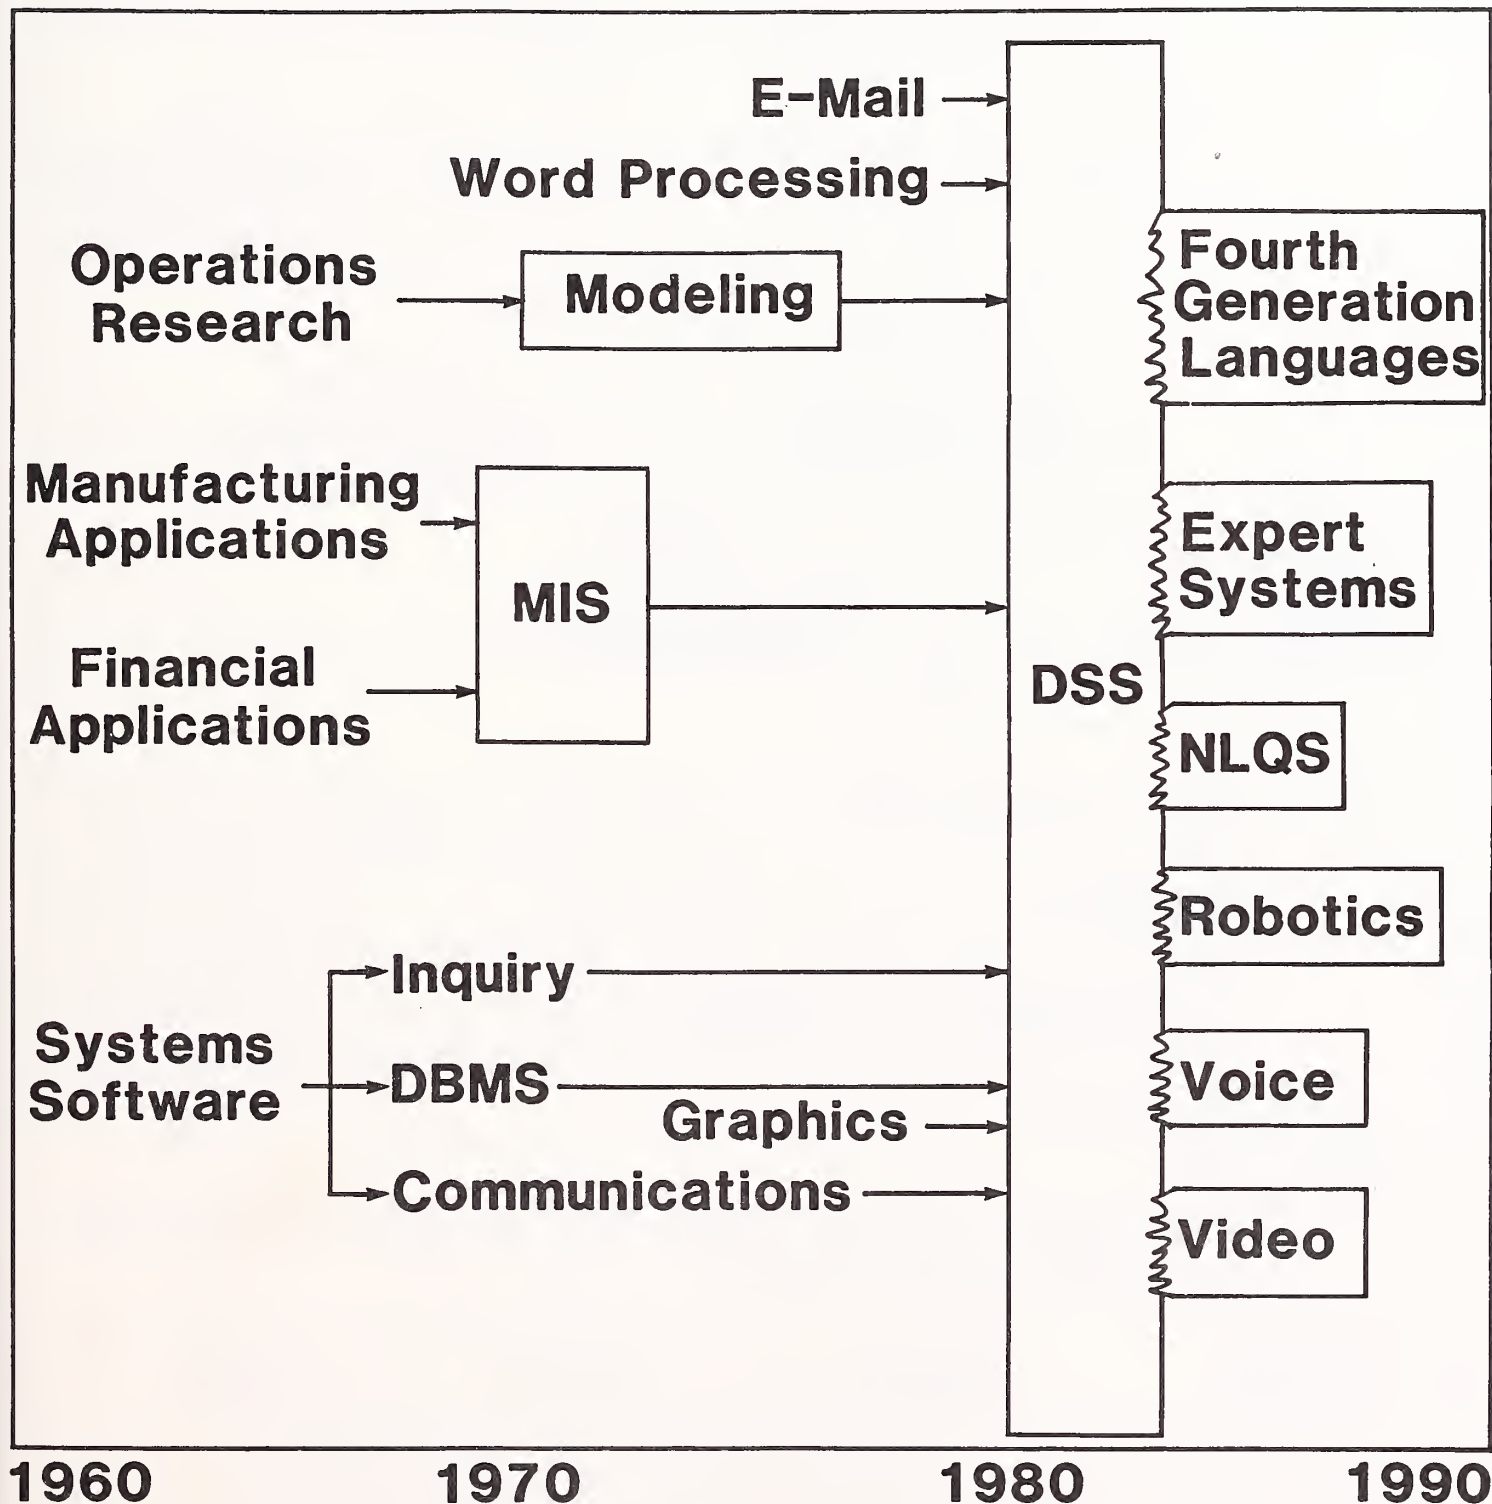 E-Mail
Word Processing
Operations
Research
Modeling
Manufacturing
Applications
MIS
Financial
Applications
Systems
Software
Inquiry
DBMS
Graphics
Communications
DSS
Fourth
Generation
Languages
Expert
Systems
NLQS
Robotics
Voice
Video
1960
1970
1980
1990